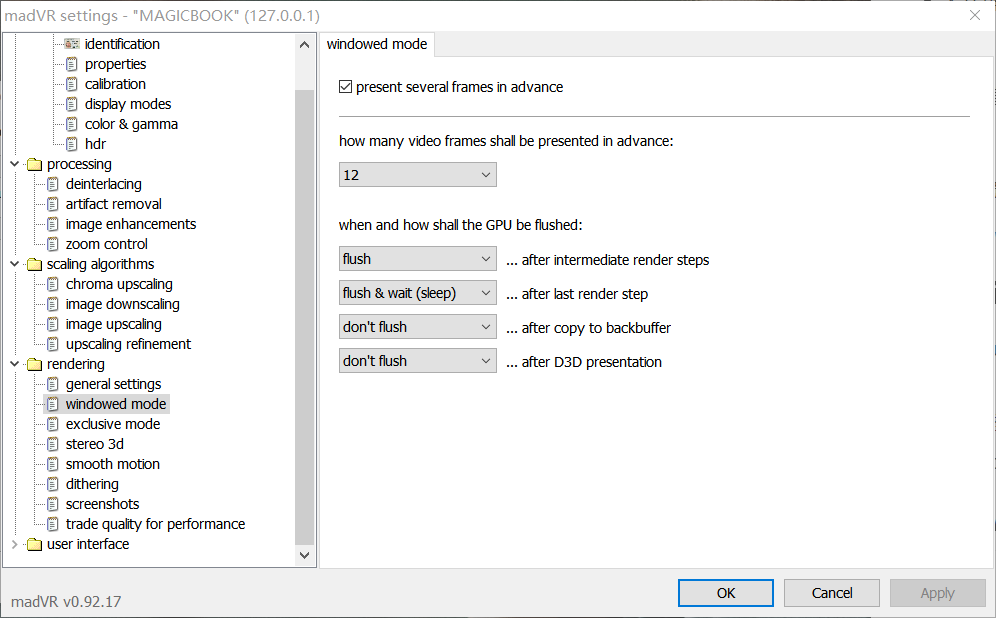 madVR settings - "MAGICBOOK" (127.0.0.1)
identification
properties
calibration
display modes
color & gamma
hdr
processing
deinterlacing
artifact removal
image enhancements
zoom control
scaling algorithms
chroma upscaling
image downscaling
image upscaling
upscaling refinement
rendering
general settings
windowed mode
exclusive mode
stereo 3d
smooth motion
dithering
screenshots
trade quality for performance
user interface
windowed mode
present several frames in advance
how many video frames shall be presented in advance:
12
when and how shall the GPU be flushed:
flush ... after intermediate render steps
flush & wait (sleep) ... after last render step
don't flush ... after copy to backbuffer
don't flush ... after D3D presentation
madVR v0.92.17
OK Cancel Apply